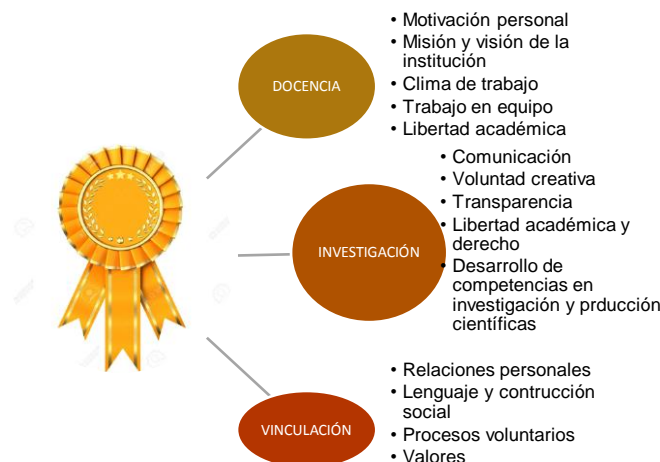 DOCENCIA
• Motivación personal
• Misión y visión de la
institución
• Clima de trabajo
• Trabajo en equipo
• Libertad académica
INVESTIGACIÓN
• Comunicación
• Voluntad creativa
• Transparencia
• Libertad académica y
derecho
• Desarrollo de
competencias en
investigación y prducción
científicas
VINCULACIÓN
• Relaciones personales
• Lenguaje y contrucción
social
• Procesos voluntarios
• Valores